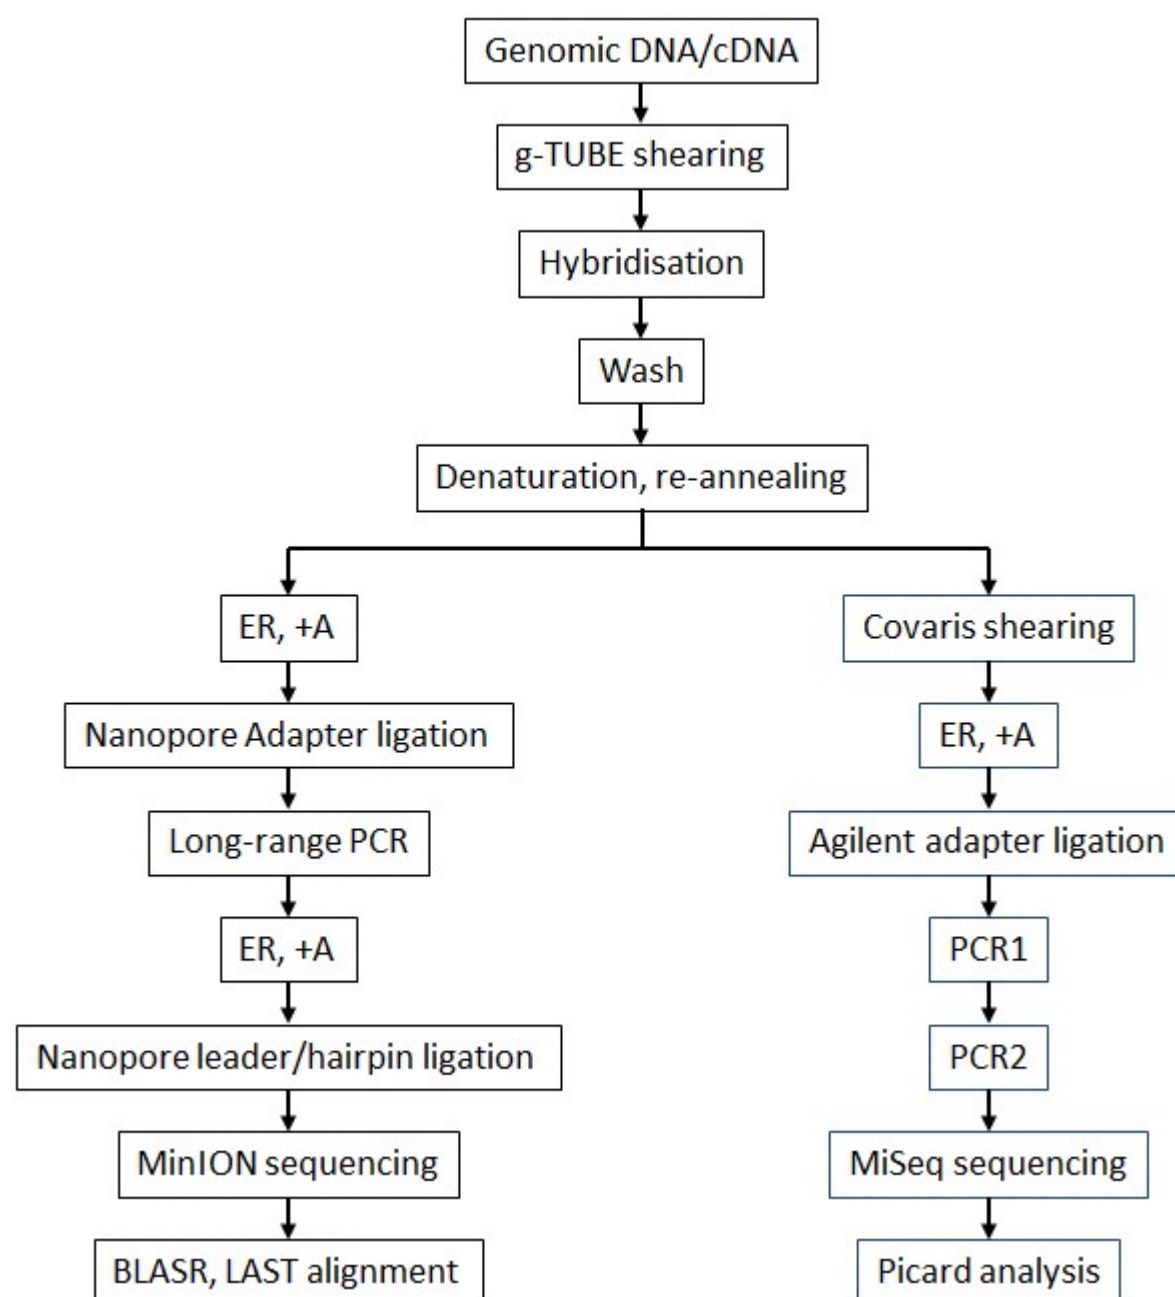 Genomic DNA/cDNA
g-TUBE shearing
Hybridisation
Wash
Denaturation, re-annealing
ER, +A
Nanopore Adapter ligation
Long-range PCR
ER, +A
Nanopore leader/hairpin ligation
MinION sequencing
BLASR, LAST alignment
Covaris shearing
ER, +A
Agilent adapter ligation
PCR1
PCR2
MiSeq sequencing
Picard analysis